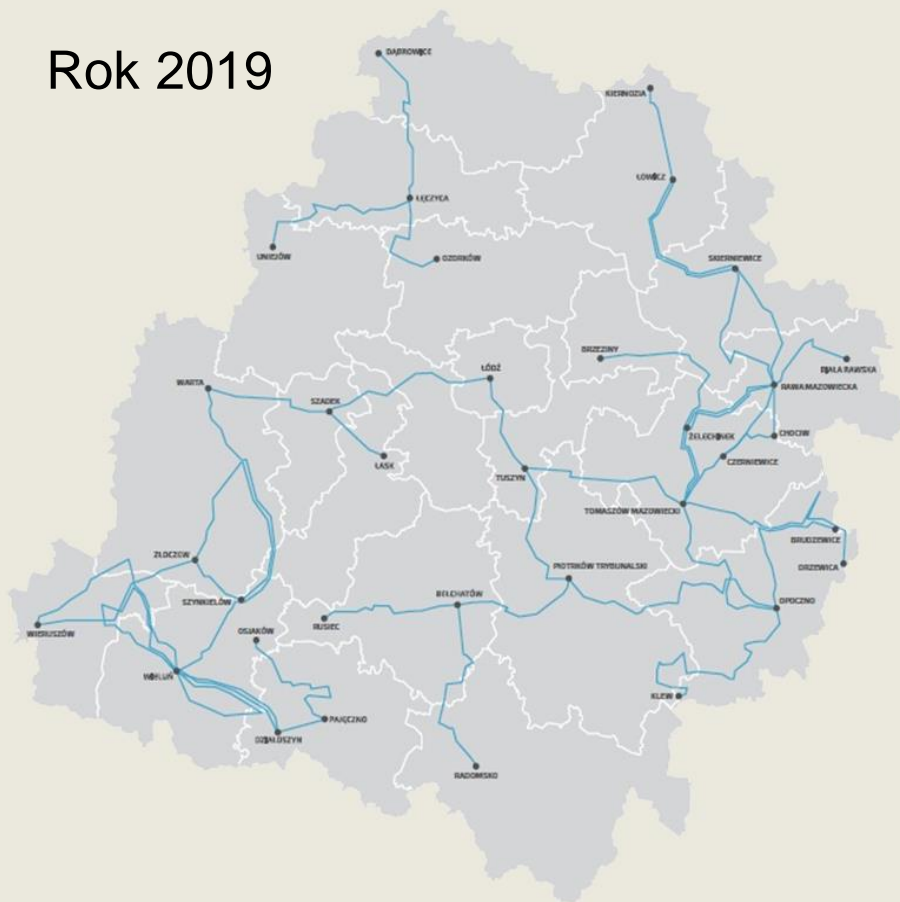 Rok 2019
DĄBROWICE
KIERNOZIA
ŁOWICZ
ŁĘCZYCA
UNIEJÓW
OZORKÓW
SKIERNIEWICE
BRZEZINY
BIAŁA RAWSKA
ŁÓDŹ
WARTA
RAWA MAZOWIECKA
SZADEK
ŻELECHLINEK
CHOCIW
ŁASK
CZERNIEWICE
TUSZYN
TOMASZÓW MAZOWIECKI
BRUDZEWICE
ZŁOCZEW
PIOTRKÓW TRYBUNALSKI
DRZEWICA
SZYNKIELÓW
BEŁCHATÓW
OPOCZNO
WIERUSZÓW
OSJAKÓW
RUSIEC
WIELUŃ
KLEW
PAJĘCZNO
DZIAŁOSZYN
RADOMSKO